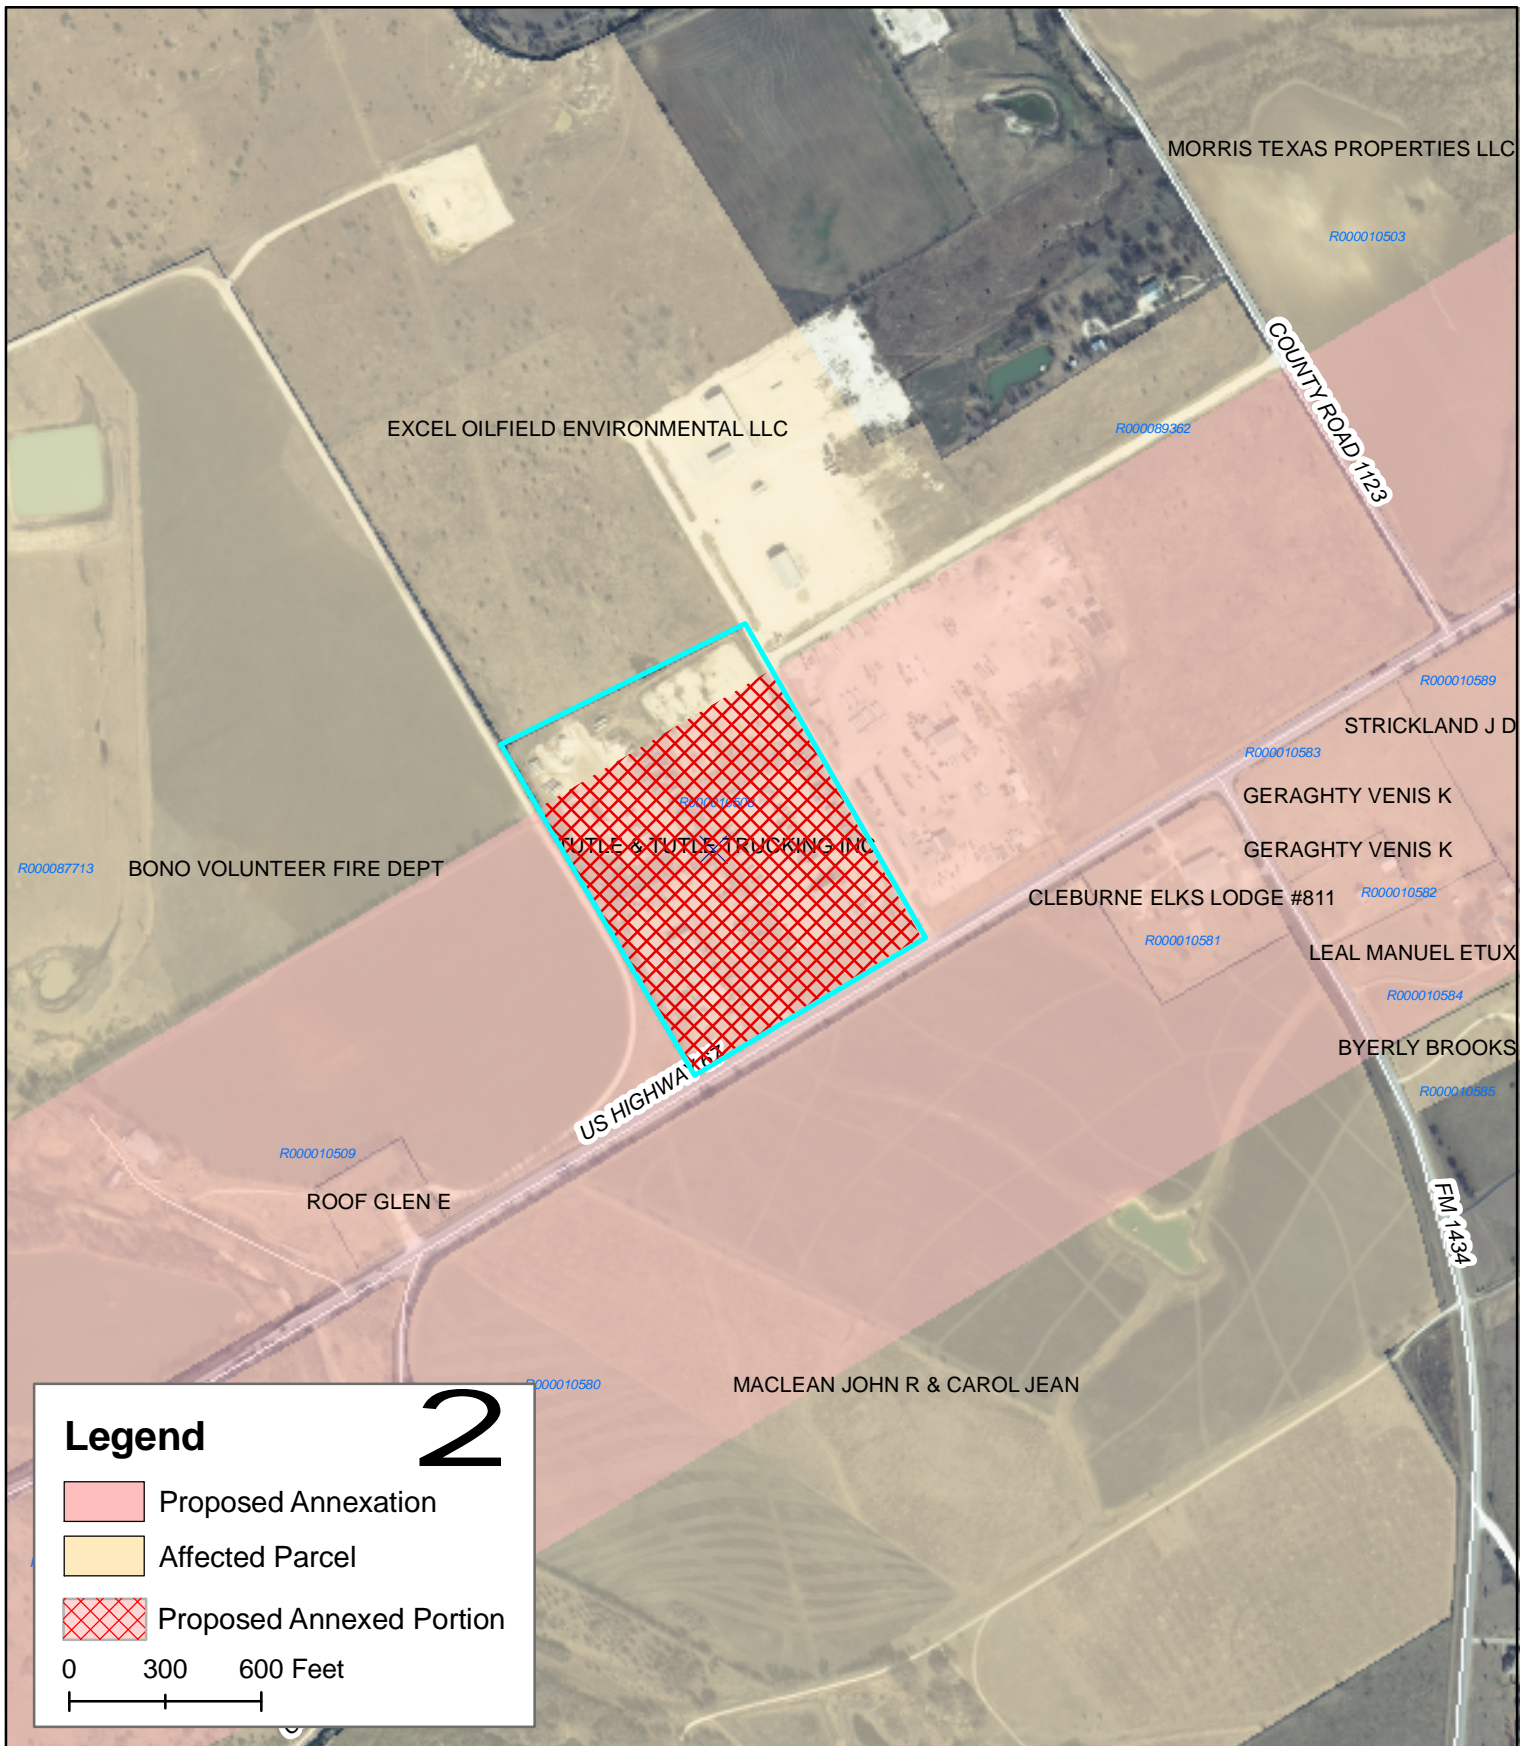 MORRIS TEXAS PROPERTIES LLC
R000010503
COUNTY ROAD 1123
EXCEL OILFIELD ENVIRONMENTAL LLC
R000089362
R000010589
STRICKLAND J D
R000010583
GERAGHTY VENIS K
TUTLE & TUTLE TRUCKING INC
GERAGHTY VENIS K
R000087713
BONO VOLUNTEER FIRE DEPT
CLEBURNE ELKS LODGE #811
R000010582
R000010581
LEAL MANUEL ETUX
R000010584
BYERLY BROOKS
US HIGHWAY 67
R000010585
R000010509
ROOF GLEN E
FM 1434
R000010580
MACLEAN JOHN R & CAROL JEAN
Legend
2
Proposed Annexation
Affected Parcel
Proposed Annexed Portion
0 300 600 Feet